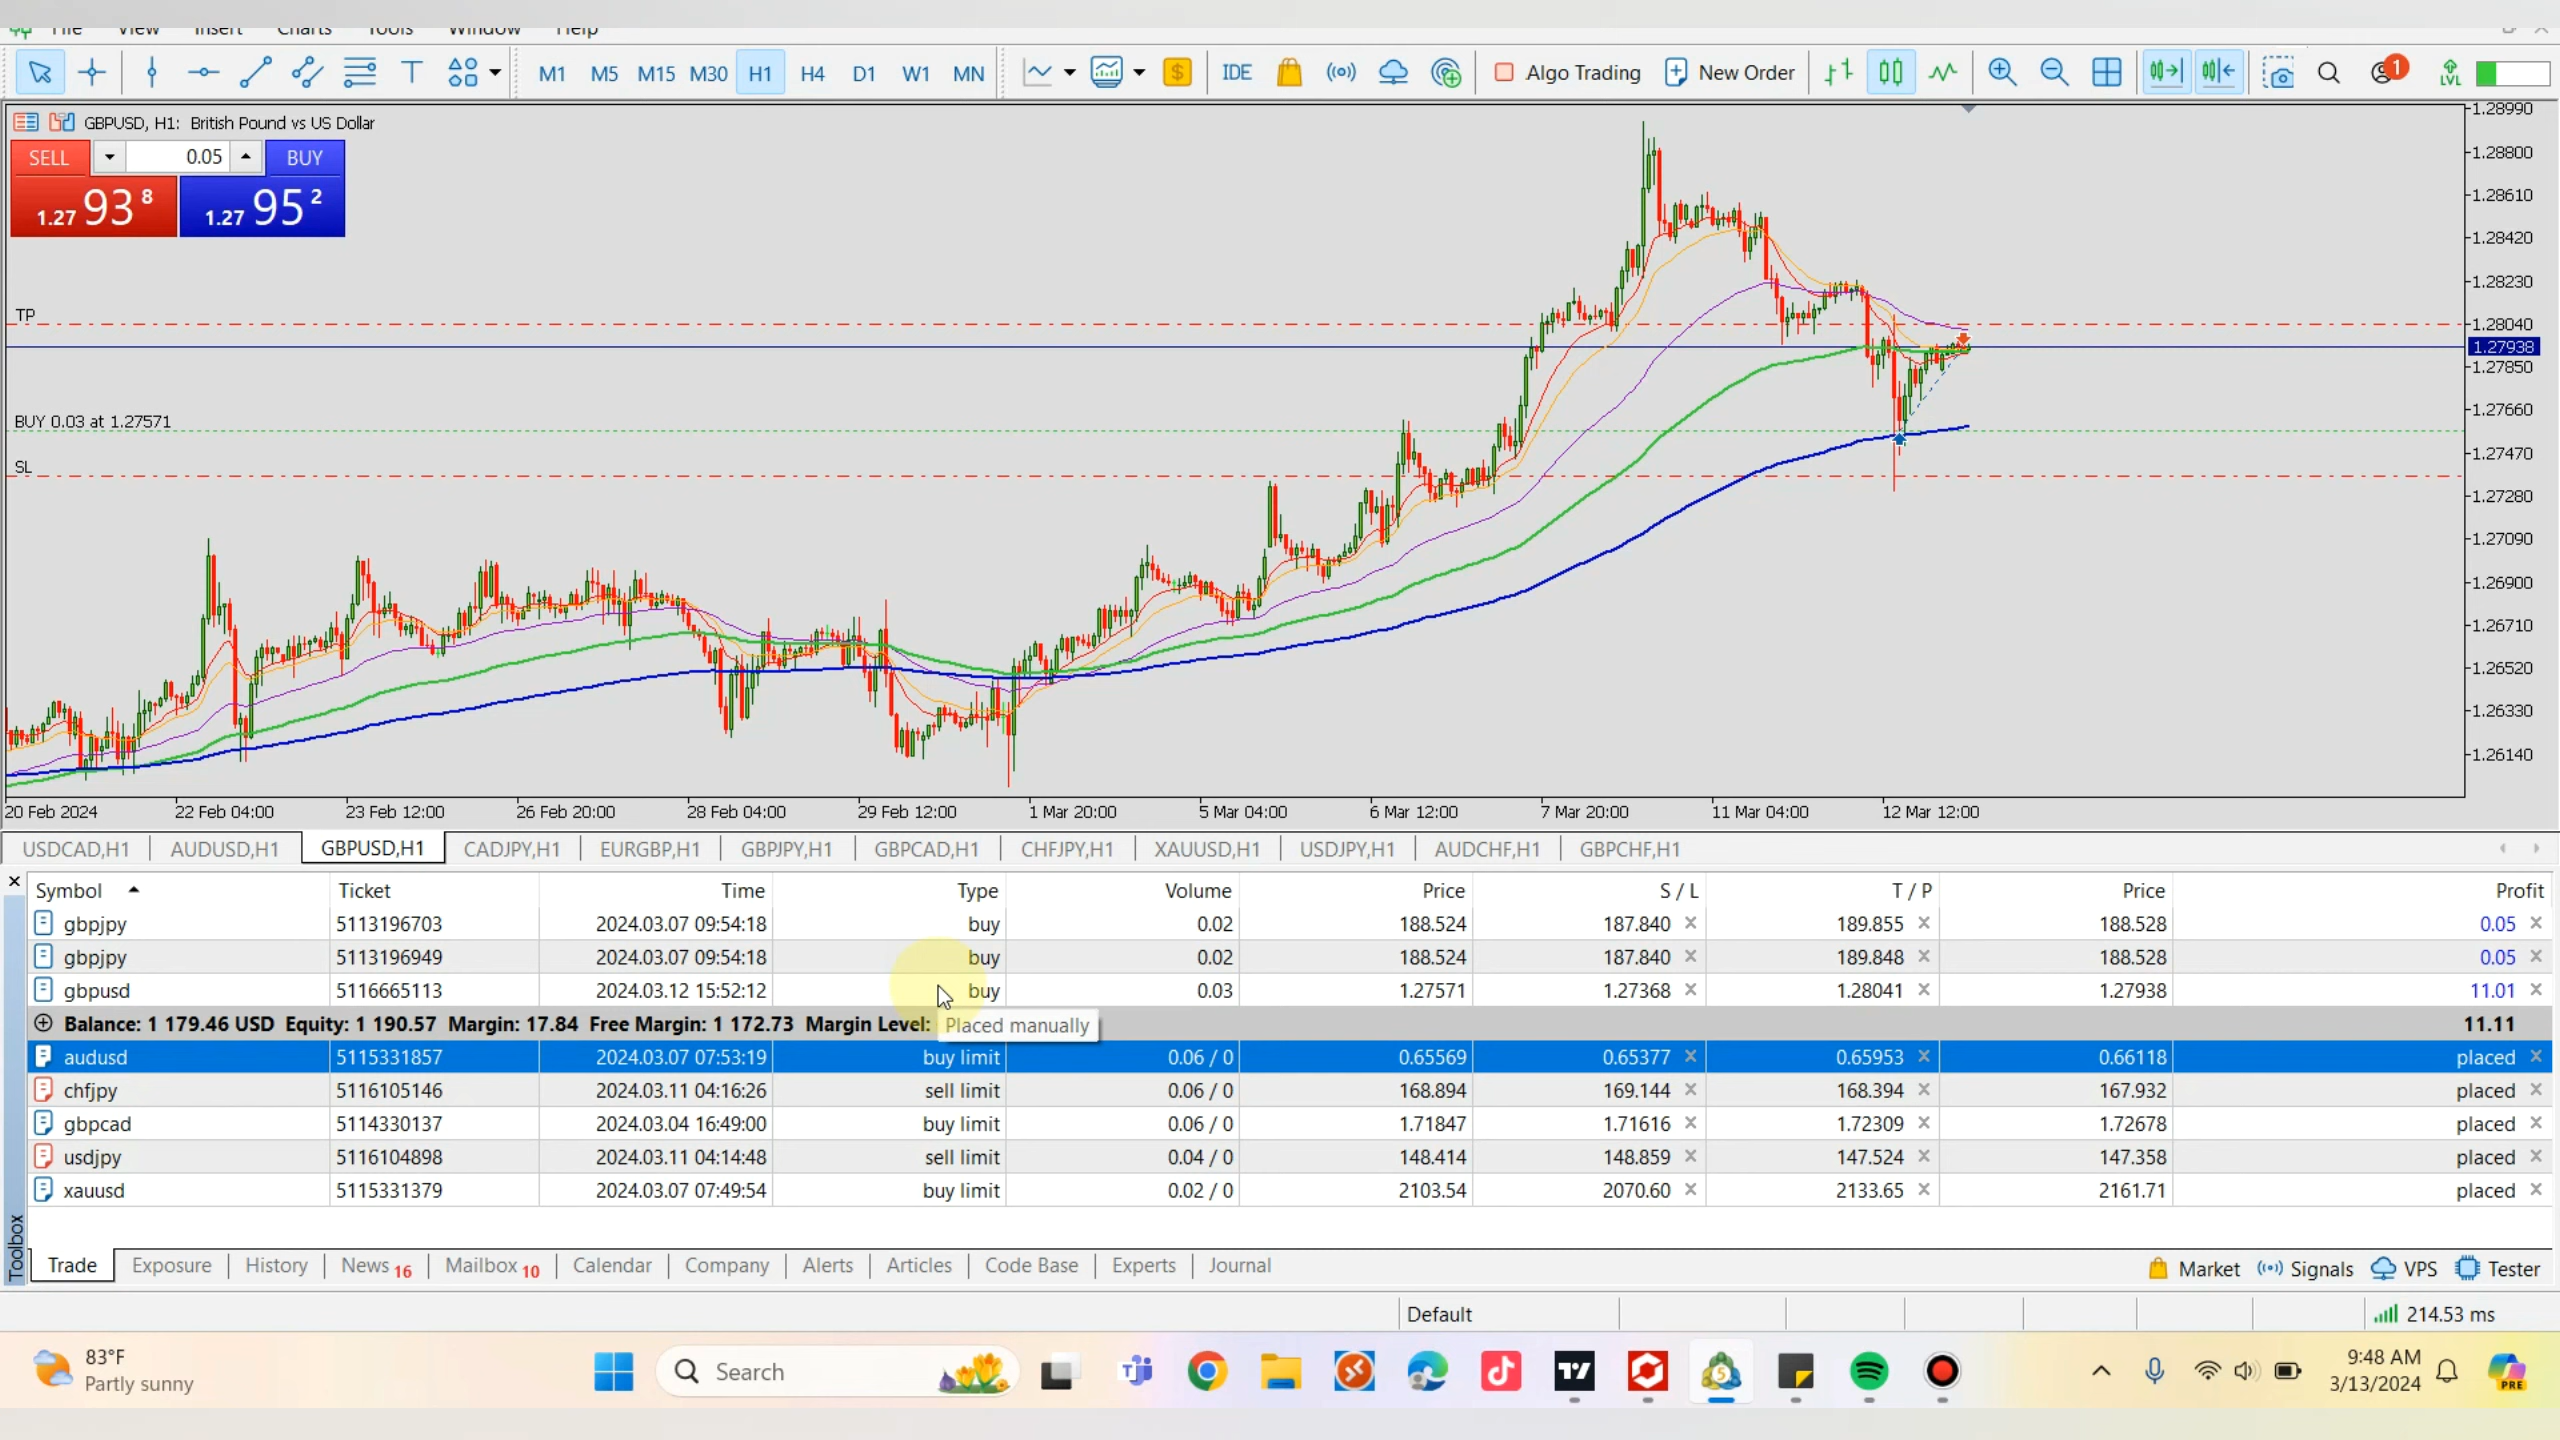 File View Insert Charts Tools Window Help
M1 M5 M15 M30 H1 H4 D1 W1 MN IDE Algo Trading New Order 1 LVL
GBPUSD, H1: British Pound vs US Dollar
SELL 0.05 BUY
1.27 93 8 1.27 95 2
TP
BUY 0.03 at 1.27571
SL
1.28990
1.28800
1.28610
1.28420
1.28230
1.28040
1.27938
1.27850
1.27660
1.27470
1.27280
1.27090
1.26900
1.26710
1.26520
1.26330
1.26140
20 Feb 2024 22 Feb 04:00 23 Feb 12:00 26 Feb 20:00 28 Feb 04:00 29 Feb 12:00 1 Mar 20:00 5 Mar 04:00 6 Mar 12:00 7 Mar 20:00 11 Mar 04:00 12 Mar 12:00
USDCAD,H1 AUDUSD,H1 GBPUSD,H1 CADJPY,H1 EURGBP,H1 GBPJPY,H1 GBPCAD,H1 CHFJPY,H1 XAUUSD,H1 USDJPY,H1 AUDCHF,H1 GBPCHF,H1
Symbol Ticket Time Type Volume Price S / L T / P Price Profit
gbpjpy 5113196703 2024.03.07 09:54:18 buy 0.02 188.524 187.840 189.855 188.528 0.05
gbpjpy 5113196949 2024.03.07 09:54:18 buy 0.02 188.524 187.840 189.848 188.528 0.05
gbpusd 5116665113 2024.03.12 15:52:12 buy 0.03 1.27571 1.27368 1.28041 1.27938 11.01
Balance: 1 179.46 USD Equity: 1 190.57 Margin: 17.84 Free Margin: 1 172.73 Margin Level: Placed manually 11.11
audusd 5115331857 2024.03.07 07:53:19 buy limit 0.06 / 0 0.65569 0.65377 0.65953 0.66118 placed
chfjpy 5116105146 2024.03.11 04:16:26 sell limit 0.06 / 0 168.894 169.144 168.394 167.932 placed
gbpcad 5114330137 2024.03.04 16:49:00 buy limit 0.06 / 0 1.71847 1.71616 1.72309 1.72678 placed
usdjpy 5116104898 2024.03.11 04:14:48 sell limit 0.04 / 0 148.414 148.859 147.524 147.358 placed
xauusd 5115331379 2024.03.07 07:49:54 buy limit 0.02 / 0 2103.54 2070.60 2133.65 2161.71 placed
Toolbox
Trade Exposure History News 16 Mailbox 10 Calendar Company Alerts Articles Code Base Experts Journal Market Signals VPS Tester
Default 214.53 ms
83°F
Partly sunny
Search
9:48 AM
3/13/2024
PRE